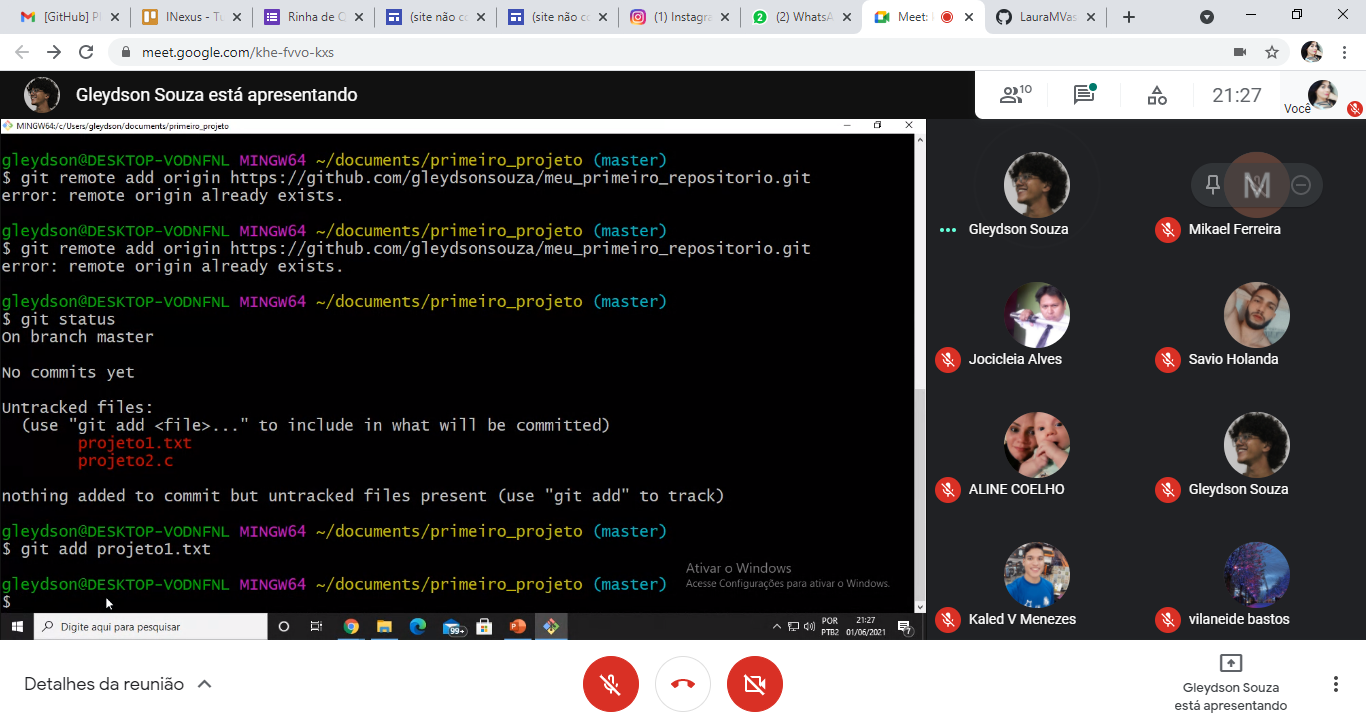 [GitHub] P
INexus - Tu
Rinha de C
(site não co
(site não co
(1) Instagra
(2) WhatsA
Meet:
LauraMVas
meet.google.com/khe-fvvo-kxs
Gleydson Souza está apresentando
10
21:27
Você
MINGW64:/c/Users/gleydson/documents/primeiro_projeto
gleydson@DESKTOP-VODNFNL MINGW64 ~/documents/primeiro_projeto (master)
$ git remote add origin https://github.com/gleydsonsouza/meu_primeiro_repositorio.git
error: remote origin already exists.
gleydson@DESKTOP-VODNFNL MINGW64 ~/documents/primeiro_projeto (master)
$ git remote add origin https://github.com/gleydsonsouza/meu_primeiro_repositorio.git
error: remote origin already exists.
gleydson@DESKTOP-VODNFNL MINGW64 ~/documents/primeiro_projeto (master)
$ git status
On branch master
No commits yet
Untracked files:
(use "git add <file>..." to include in what will be committed)
projeto1.txt
projeto2.c
nothing added to commit but untracked files present (use "git add" to track)
gleydson@DESKTOP-VODNFNL MINGW64 ~/documents/primeiro_projeto (master)
$ git add projeto1.txt
gleydson@DESKTOP-VODNFNL MINGW64 ~/documents/primeiro_projeto (master)
$
Ativar o Windows
Acesse Configurações para ativar o Windows.
Digite aqui para pesquisar
99+
POR
PTB2
21:27
01/06/2021
7
Gleydson Souza
M
Mikael Ferreira
Jocicleia Alves
Savio Holanda
ALINE COELHO
Gleydson Souza
Kaled V Menezes
vilaneide bastos
Detalhes da reunião
Gleydson Souza
está apresentando